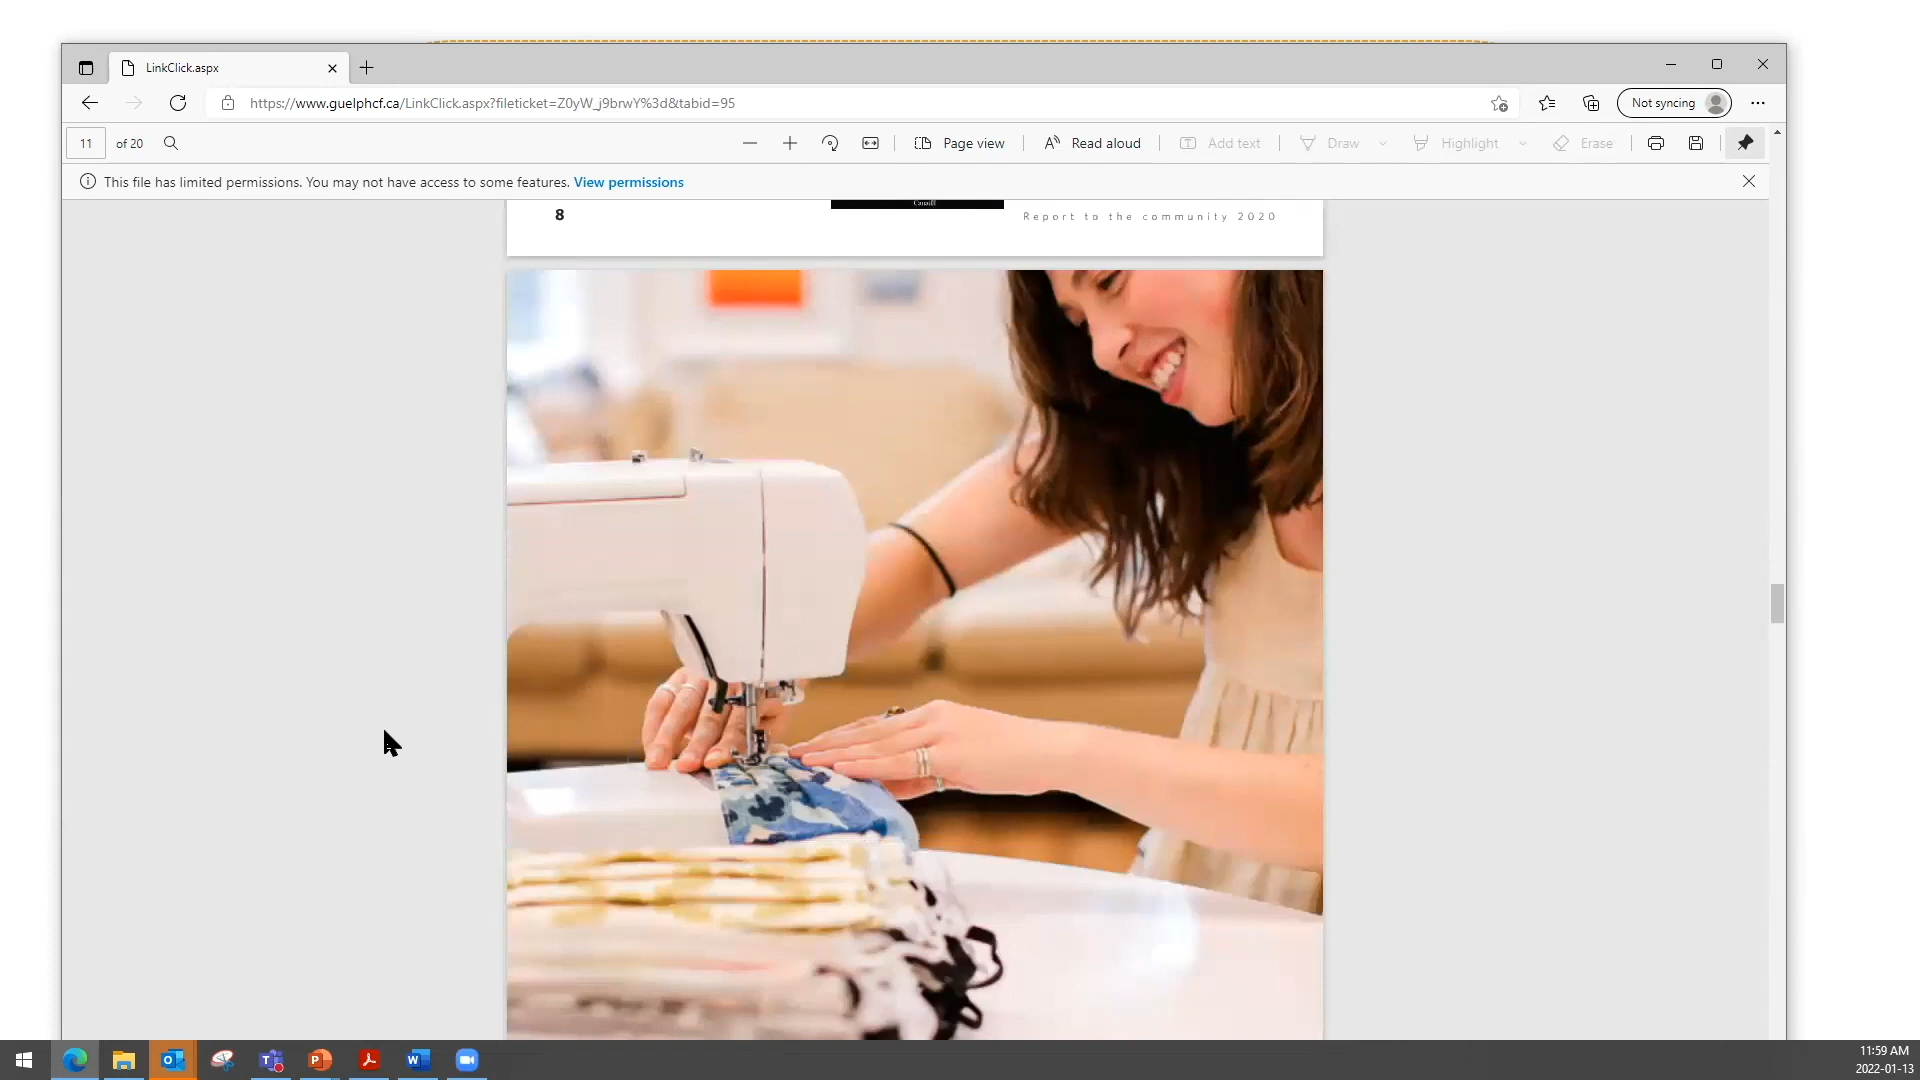 LinkClick.aspx
https://www.guelphcf.ca/LinkClick.aspx?fileticket=Z0yW_j9brwY%3d&tabid=95
Not syncing
11 of 20
Page view
Read aloud
Add text
Draw
Highlight
Erase
This file has limited permissions. You may not have access to some features. View permissions
Canada
8
Report to the community 2020
11:59 AM
2022-01-13